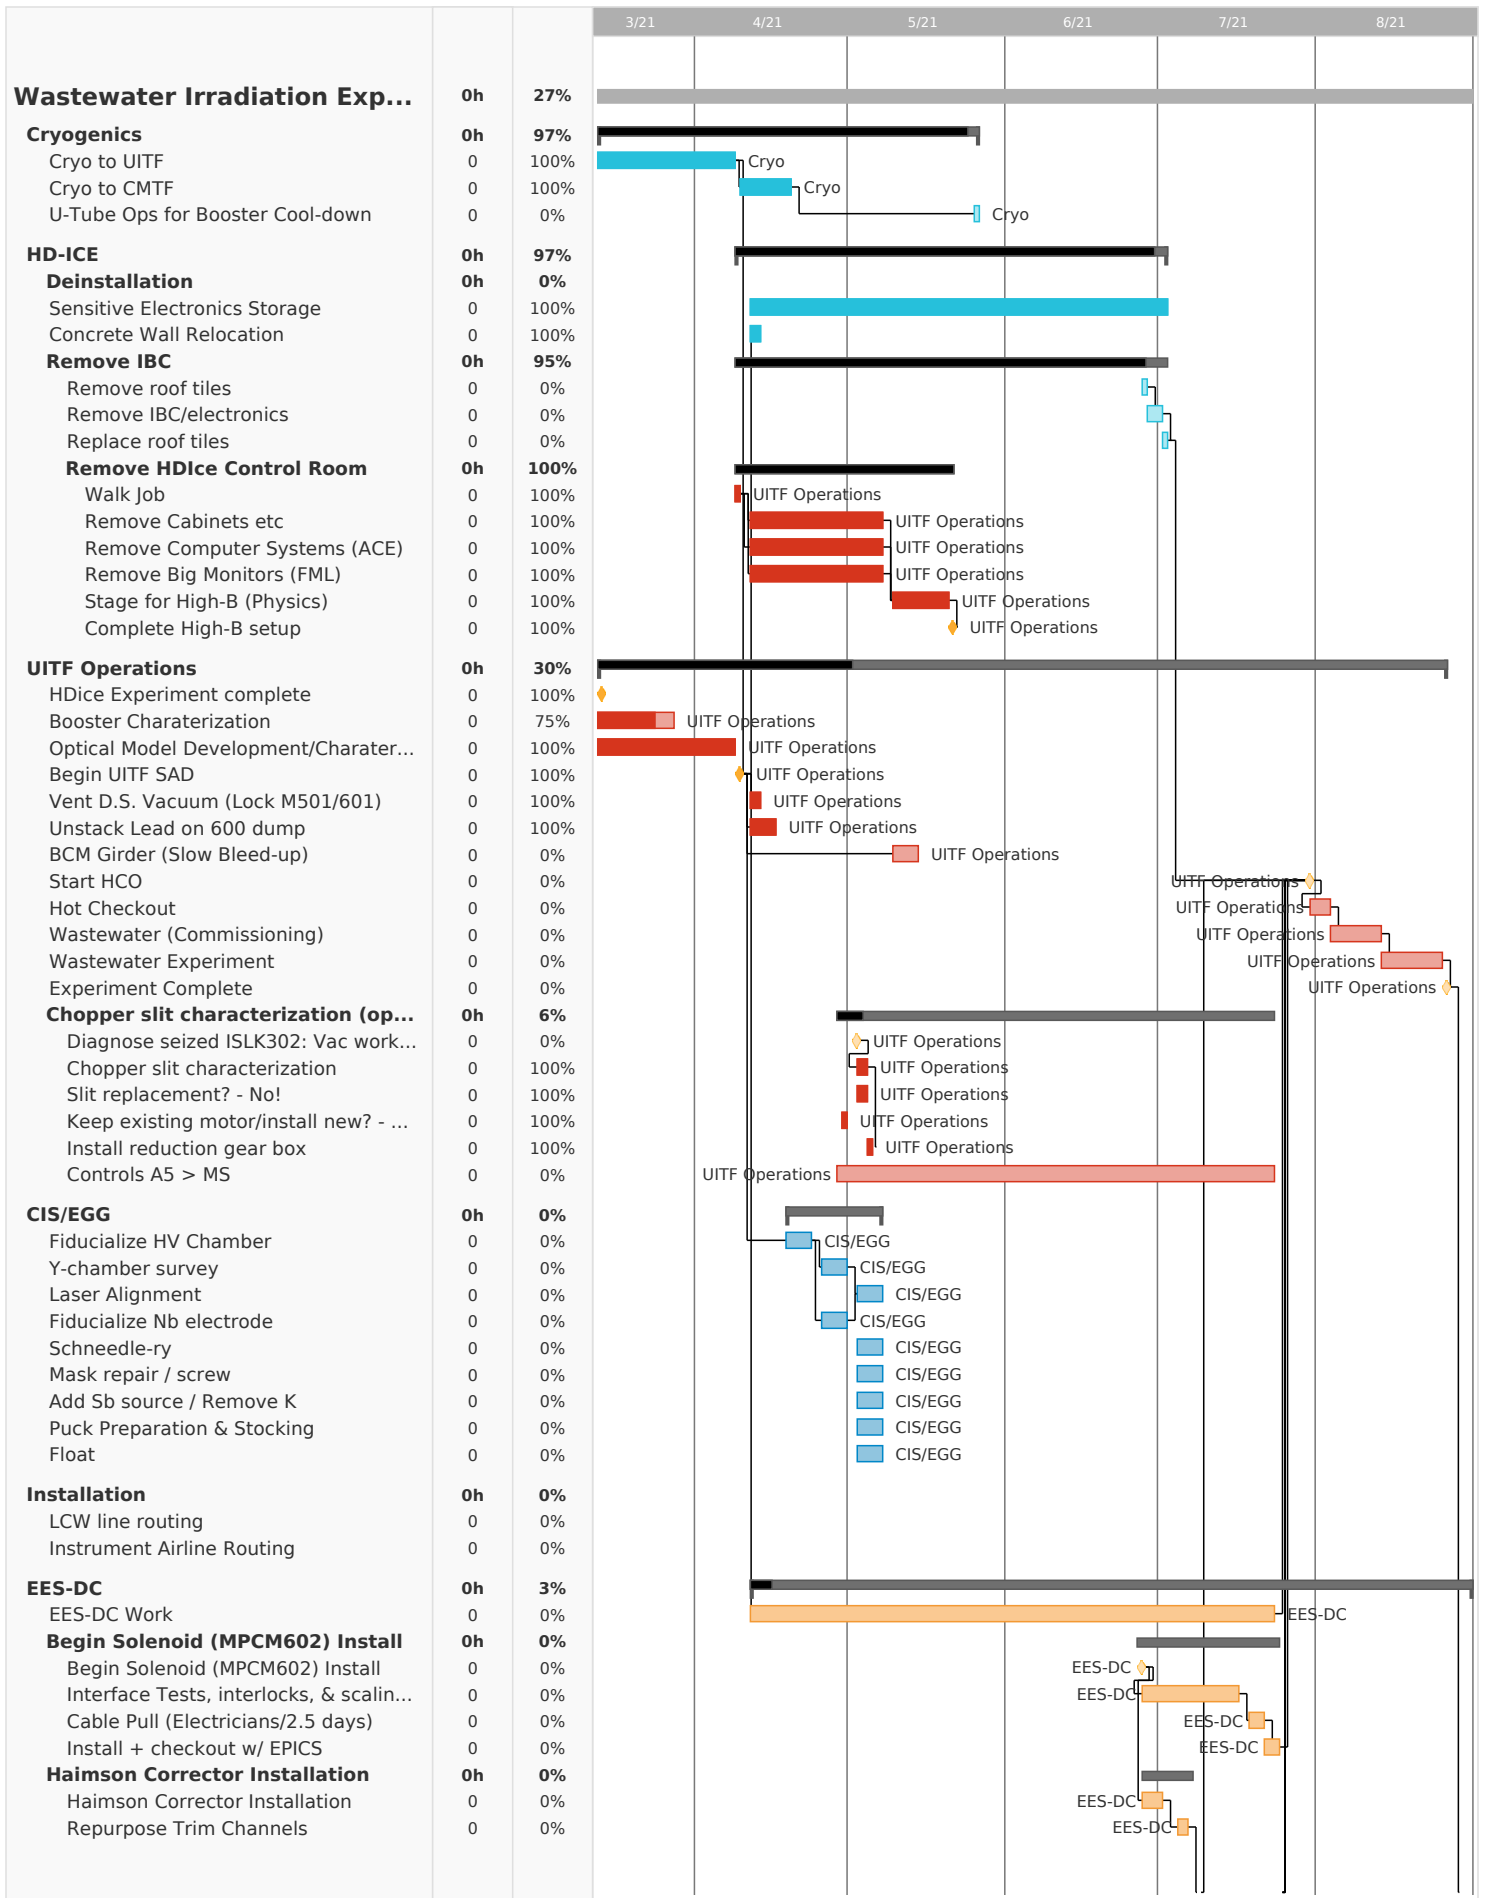 3/21 4/21 5/21 6/21 7/21 8/21
Wastewater Irradiation Exp... 0h 27%
Cryogenics 0h 97%
Cryo to UITF 0 100% Cryo
Cryo to CMTF 0 100% Cryo
U-Tube Ops for Booster Cool-down 0 0% Cryo
HD-ICE 0h 97%
Deinstallation 0h 0%
Sensitive Electronics Storage 0 100%
Concrete Wall Relocation 0 100%
Remove IBC 0h 95%
Remove roof tiles 0 0%
Remove IBC/electronics 0 0%
Replace roof tiles 0 0%
Remove HDIce Control Room 0h 100%
Walk Job 0 100% UITF Operations
Remove Cabinets etc 0 100% UITF Operations
Remove Computer Systems (ACE) 0 100% UITF Operations
Remove Big Monitors (FML) 0 100% UITF Operations
Stage for High-B (Physics) 0 100% UITF Operations
Complete High-B setup 0 100% UITF Operations
UITF Operations 0h 30%
HDice Experiment complete 0 100%
Booster Charaterization 0 75% UITF Operations
Optical Model Development/Charater... 0 100% UITF Operations
Begin UITF SAD 0 100% UITF Operations
Vent D.S. Vacuum (Lock M501/601) 0 100% UITF Operations
Unstack Lead on 600 dump 0 100% UITF Operations
BCM Girder (Slow Bleed-up) 0 0% UITF Operations
Start HCO 0 0% UITF Operations
Hot Checkout 0 0% UITF Operations
Wastewater (Commissioning) 0 0% UITF Operations
Wastewater Experiment 0 0% UITF Operations
Experiment Complete 0 0% UITF Operations
Chopper slit characterization (op... 0h 6%
Diagnose seized ISLK302: Vac work... 0 0% UITF Operations
Chopper slit characterization 0 100% UITF Operations
Slit replacement? - No! 0 100% UITF Operations
Keep existing motor/install new? - ... 0 100% UITF Operations
Install reduction gear box 0 100% UITF Operations
Controls A5 > MS 0 0% UITF Operations
CIS/EGG 0h 0%
Fiducialize HV Chamber 0 0% CIS/EGG
Y-chamber survey 0 0% CIS/EGG
Laser Alignment 0 0% CIS/EGG
Fiducialize Nb electrode 0 0% CIS/EGG
Schneedle-ry 0 0% CIS/EGG
Mask repair / screw 0 0% CIS/EGG
Add Sb source / Remove K 0 0% CIS/EGG
Puck Preparation & Stocking 0 0% CIS/EGG
Float 0 0% CIS/EGG
Installation 0h 0%
LCW line routing 0 0%
Instrument Airline Routing 0 0%
EES-DC 0h 3%
EES-DC Work 0 0% EES-DC
Begin Solenoid (MPCM602) Install 0h 0%
Begin Solenoid (MPCM602) Install 0 0% EES-DC
Interface Tests, interlocks, & scalin... 0 0% EES-DC
Cable Pull (Electricians/2.5 days) 0 0% EES-DC
Install + checkout w/ EPICS 0 0% EES-DC
Haimson Corrector Installation 0h 0%
Haimson Corrector Installation 0 0% EES-DC
Repurpose Trim Channels 0 0% EES-DC